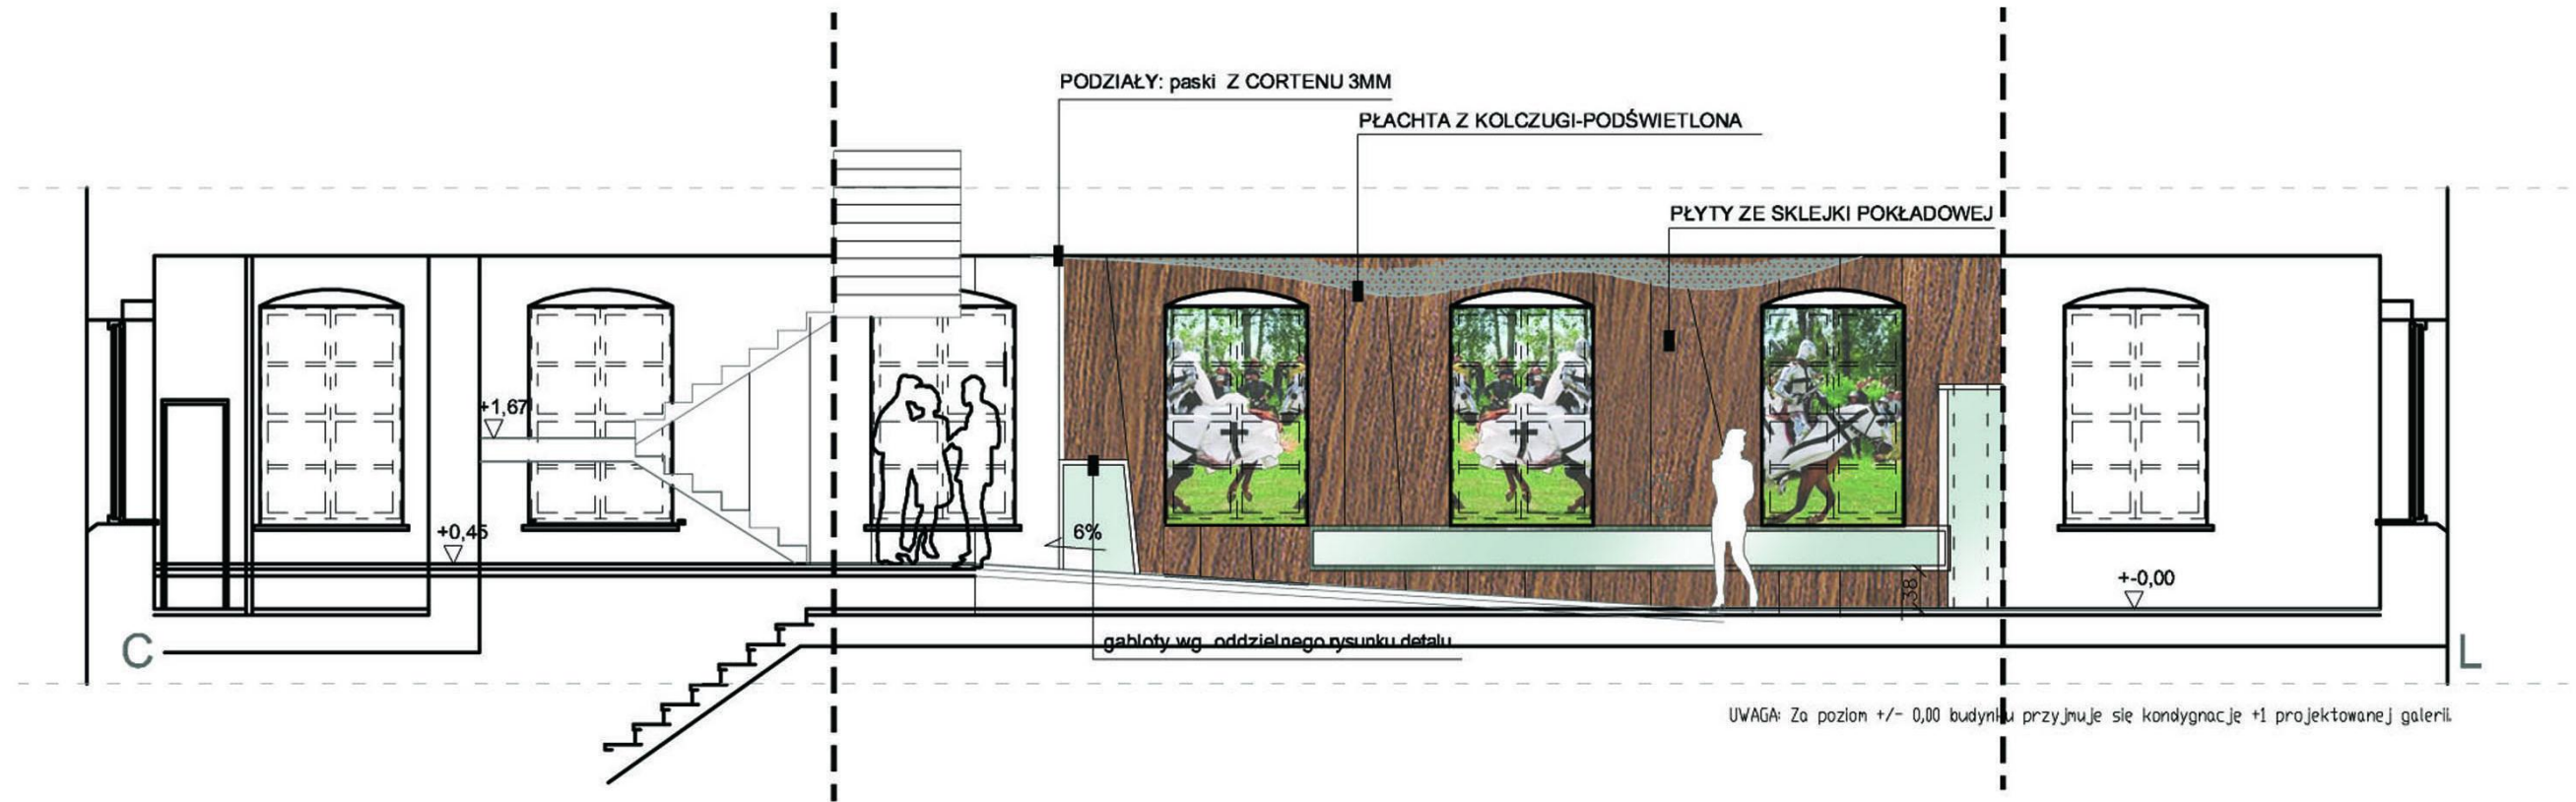 PODZIAŁY: paski Z CORTENU 3MM
PŁACHTA Z KOLCZUGI-PODŚWIETLONA
PŁYTY ZE SKLEJKI POKŁADOWEJ
+1,67
+0,45
6%
38
+-0,00
C
gabloty wg oddzielnego rysunku detalu
L
UWAGA: Za poziom +/- 0,00 budynku przyjmuje się kondygnację +1 projektowanej galerii.